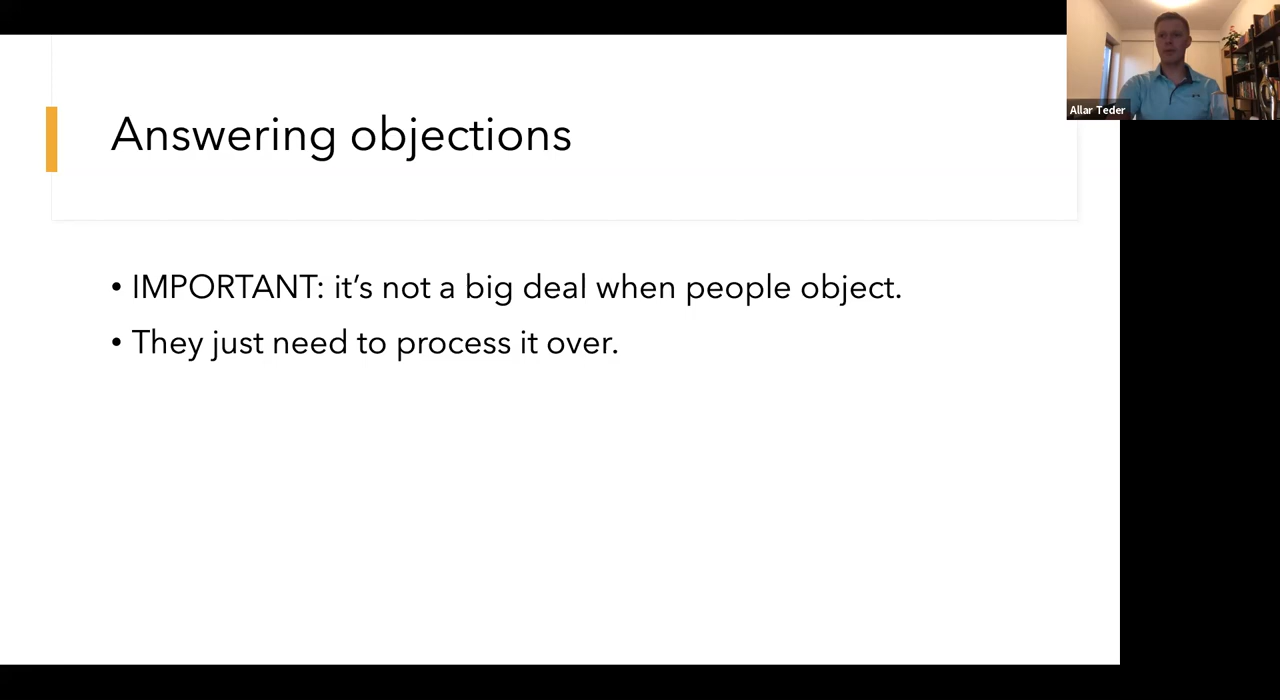 Answering objections
• IMPORTANT: it’s not a big deal when people object.
• They just need to process it over.
Allar Teder